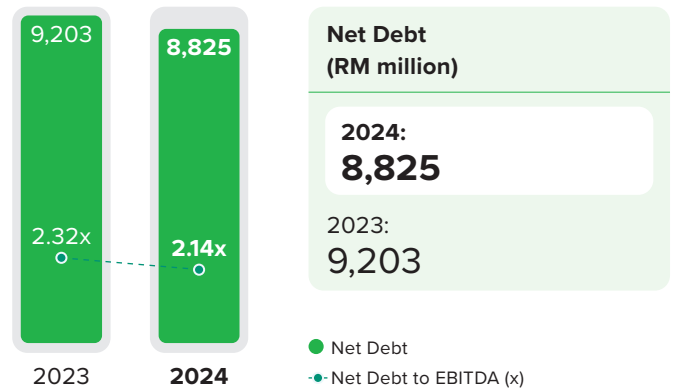 9,203
8,825
2.32x
2.14x
2023
2024
Net Debt
(RM million)
2024:
8,825
2023:
9,203
Net Debt
Net Debt to EBITDA (x)